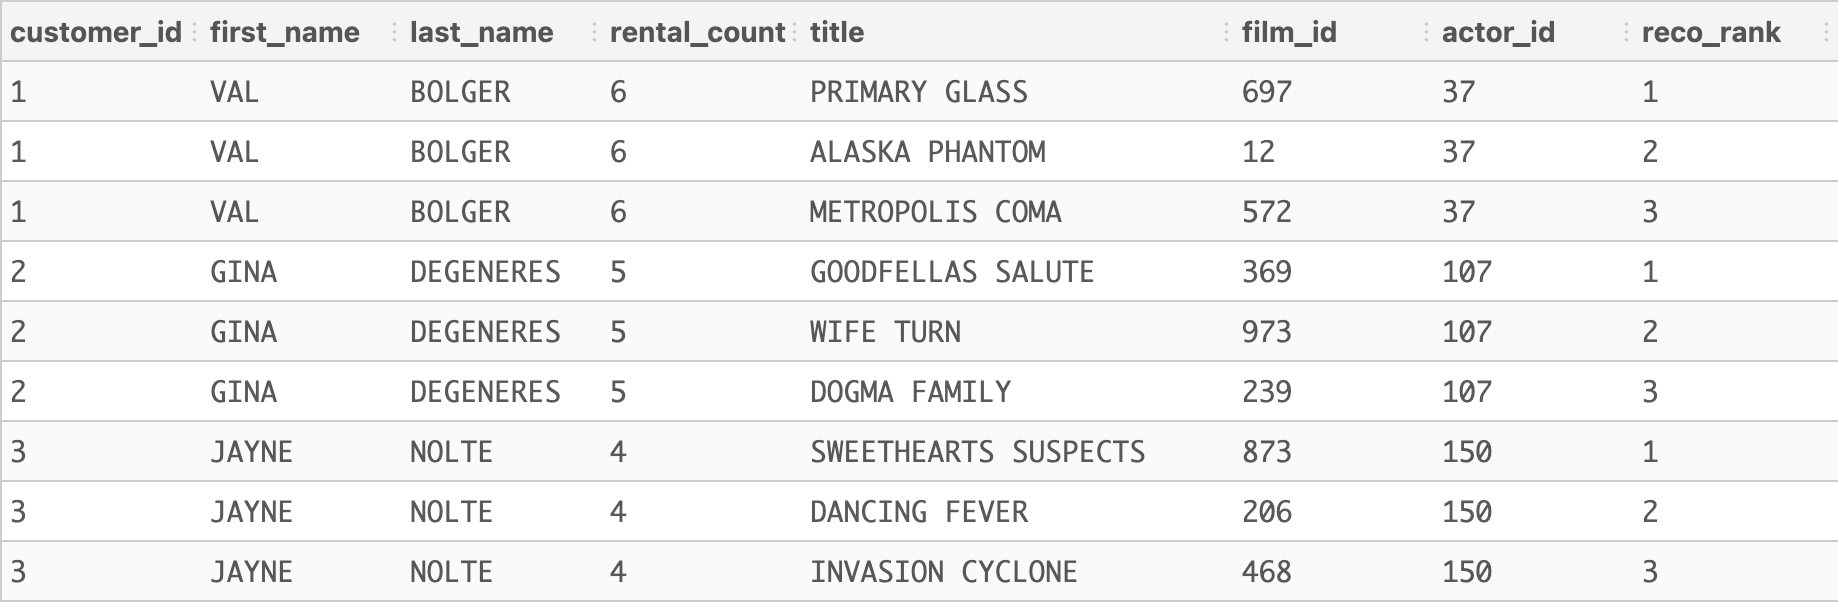 customer_id first_name last_name rental_count title film_id actor_id reco_rank
1 VAL BOLGER 6 PRIMARY GLASS 697 37 1
1 VAL BOLGER 6 ALASKA PHANTOM 12 37 2
1 VAL BOLGER 6 METROPOLIS COMA 572 37 3
2 GINA DEGENERES 5 GOODFELLAS SALUTE 369 107 1
2 GINA DEGENERES 5 WIFE TURN 973 107 2
2 GINA DEGENERES 5 DOGMA FAMILY 239 107 3
3 JAYNE NOLTE 4 SWEETHEARTS SUSPECTS 873 150 1
3 JAYNE NOLTE 4 DANCING FEVER 206 150 2
3 JAYNE NOLTE 4 INVASION CYCLONE 468 150 3